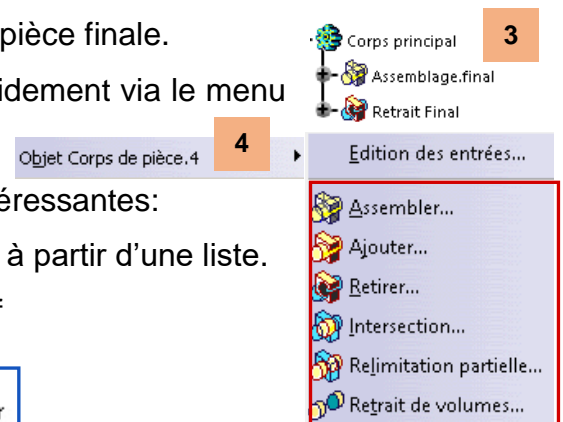 pièce finale.
idement via le menu
Objet Corps de pièce.4
4
éressantes:
à partir d'une liste.
:
r
Corps principal
3
Assemblage.final
Retrait Final
Edition des entrées...
Assembler...
Ajouter...
Retirer...
Intersection...
Relimitation partielle...
Retrait de volumes...